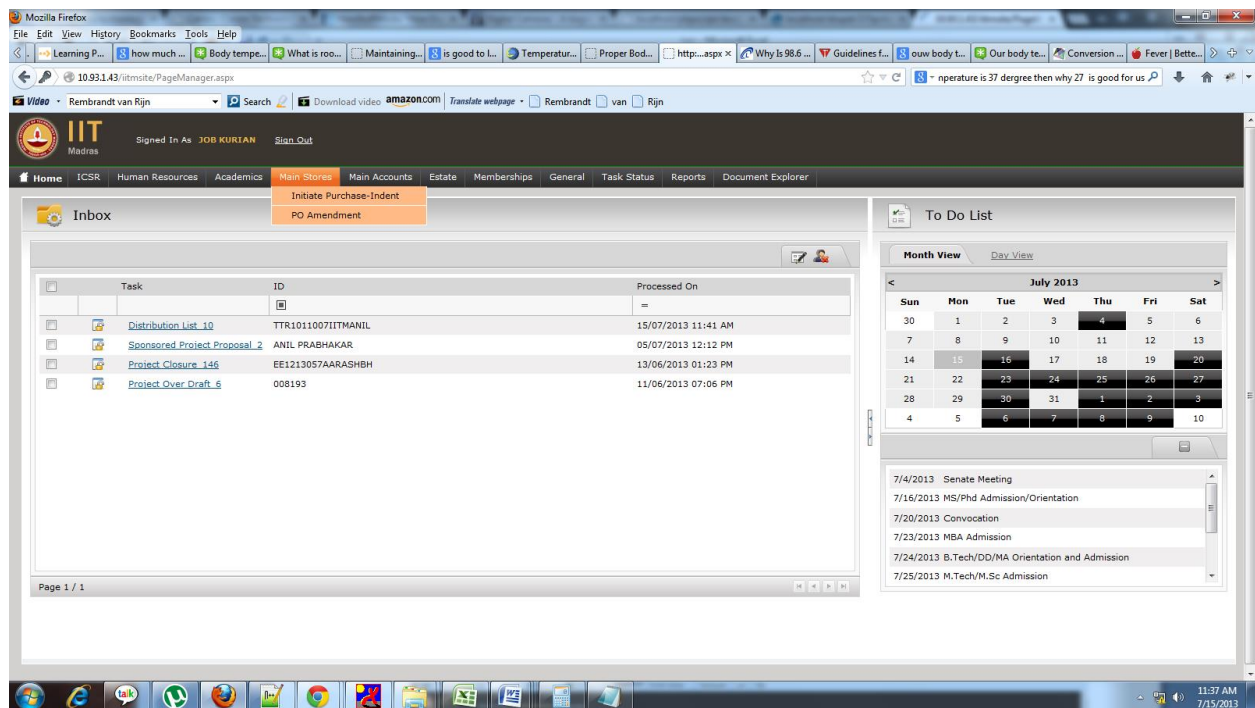 Mozilla Firefox
File Edit View History Bookmarks Tools Help
Learning P... how much ... Body tempe... What is roo... Maintaining... is good to l... Temperatur... Proper Bod... http:...aspx × Why Is 98.6 ... Guidelines f... ouw body t... Our body te... Conversion ... Fever | Bette...
10.93.1.43/iitmsite/PageManager.aspx nperature is 37 dergree then why 27 is good for us
Video Rembrandt van Rijn Search Download video amazon.com Translate webpage Rembrandt van Rijn
IIT
Madras
Signed In As JOB KURIAN Sign Out
Home ICSR Human Resources Academics Main Stores Main Accounts Estate Memberships General Task Status Reports Document Explorer
Initiate Purchase-Indent
PO Amendment
Inbox
Task ID Processed On
=
Distribution List_10 TTR1011007IITMANIL 15/07/2013 11:41 AM
Sponsored Project Proposal_2 ANIL PRABHAKAR 05/07/2013 12:12 PM
Project Closure_146 EE1213057AARASHBH 13/06/2013 01:23 PM
Project Over Draft_6 008193 11/06/2013 07:06 PM
Page 1 / 1
To Do List
Month View Day View
< July 2013 >
Sun Mon Tue Wed Thu Fri Sat
30 1 2 3 4 5 6
7 8 9 10 11 12 13
14 15 16 17 18 19 20
21 22 23 24 25 26 27
28 29 30 31 1 2 3
4 5 6 7 8 9 10
7/4/2013 Senate Meeting
7/16/2013 MS/Phd Admission/Orientation
7/20/2013 Convocation
7/23/2013 MBA Admission
7/24/2013 B.Tech/DD/MA Orientation and Admission
7/25/2013 M.Tech/M.Sc Admission
talk
11:37 AM
7/15/2013